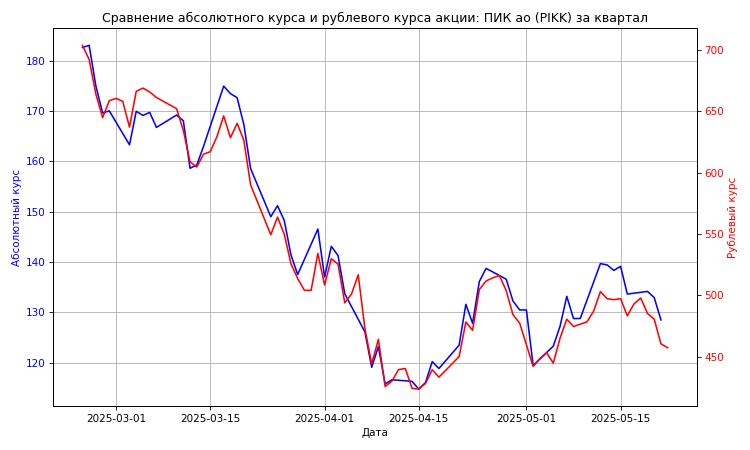 Сравнение абсолютного курса и рублевого курса акции: ПИК ао (PIKK) за квартал
180
170
160
150
140
130
120
Абсолютный курс
700
650
600
550
500
450
Рублевый курс
2025-03-01 2025-03-15 2025-04-01 2025-04-15 2025-05-01 2025-05-15
Дата